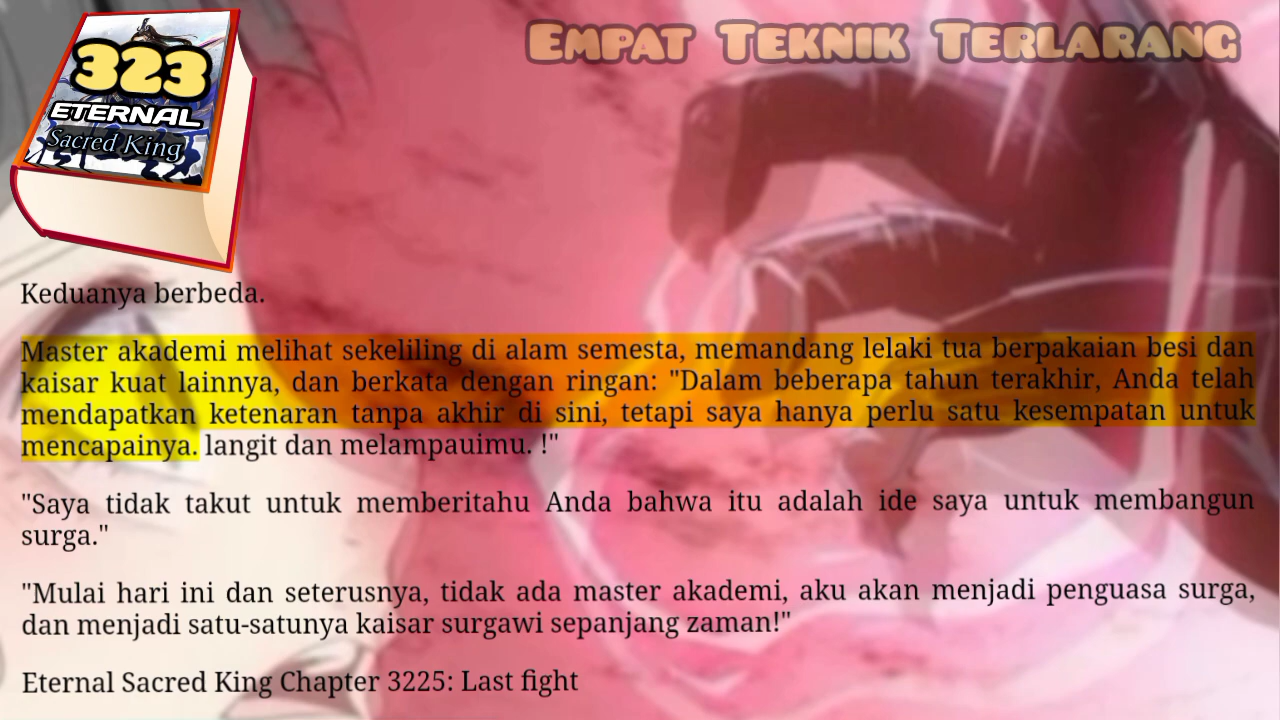 323
ETERNAL
Sacred King
EMPAT TEKNIK TERLARANG
Keduanya berbeda.
Master akademi melihat sekeliling di alam semesta, memandang lelaki tua berpakaian besi dan
kaisar kuat lainnya, dan berkata dengan ringan: "Dalam beberapa tahun terakhir, Anda telah
mendapatkan ketenaran tanpa akhir di sini, tetapi saya hanya perlu satu kesempatan untuk
mencapainya. langit dan melampauimu. !"
"Saya tidak takut untuk memberitahu Anda bahwa itu adalah ide saya untuk membangun
surga."
"Mulai hari ini dan seterusnya, tidak ada master akademi, aku akan menjadi penguasa surga,
dan menjadi satu-satunya kaisar surgawi sepanjang zaman!"
Eternal Sacred King Chapter 3225: Last fight